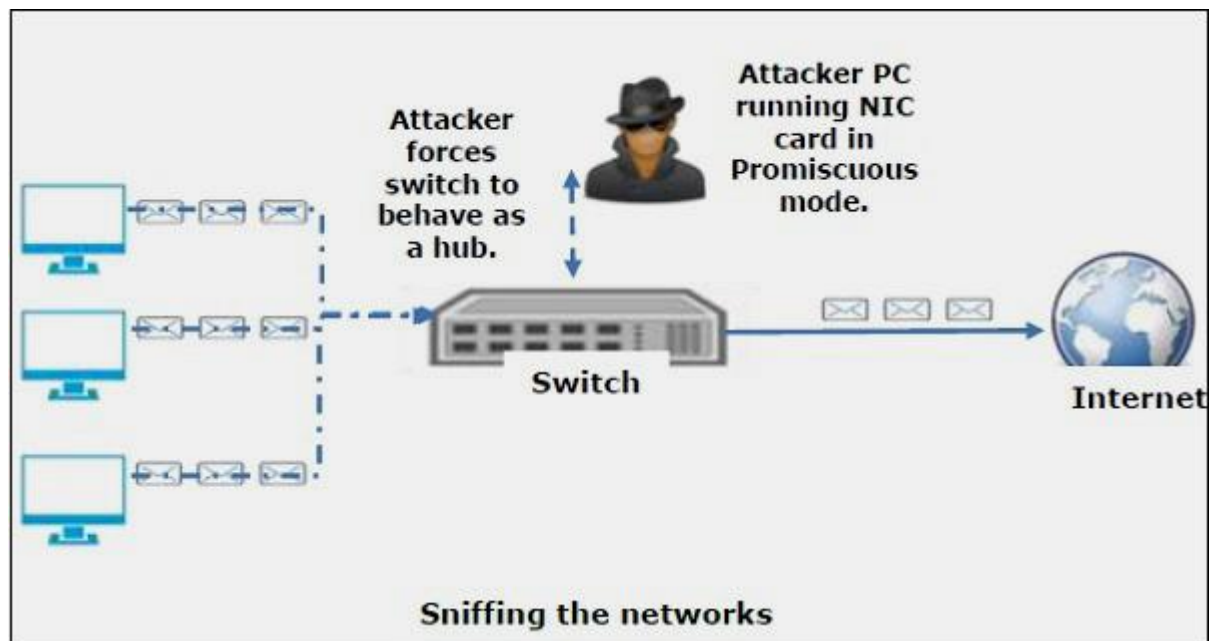 Attacker
forces
switch to
behave as
a hub.
Attacker PC
running NIC
card in
Promiscuous
mode.
Switch
Internet
Sniffing the networks